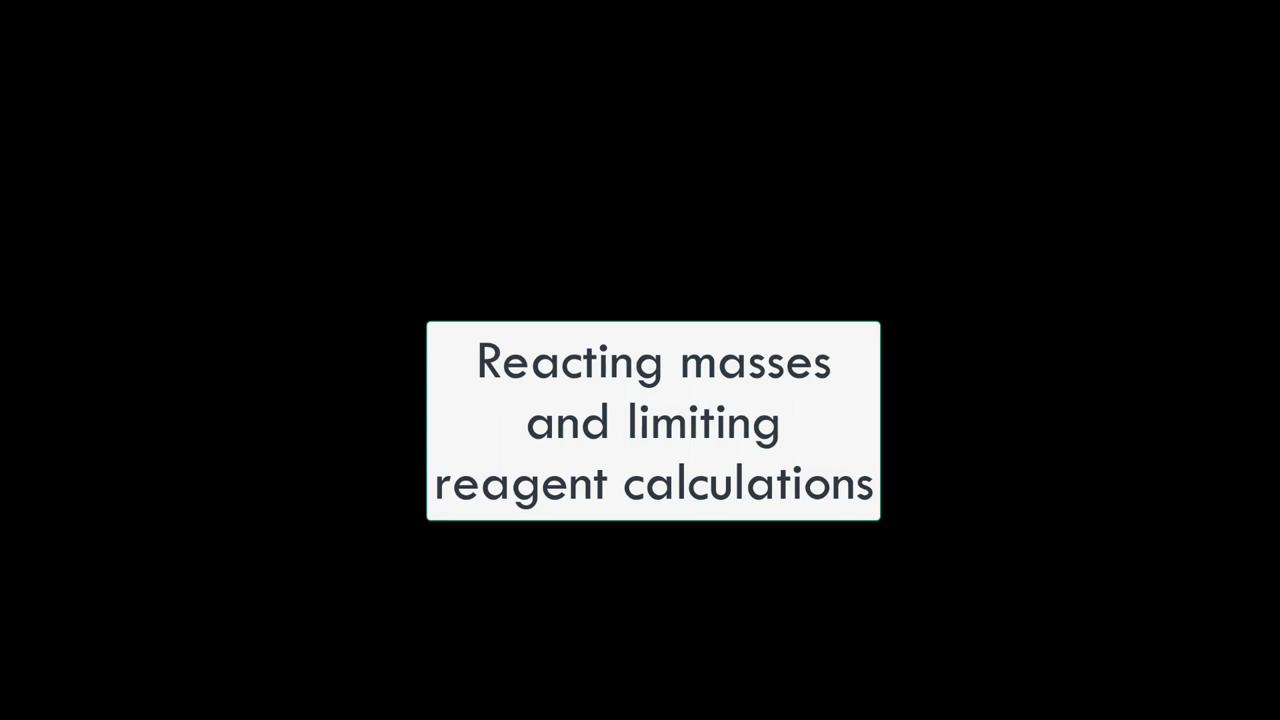 Reacting masses
and limiting
reagent calculations